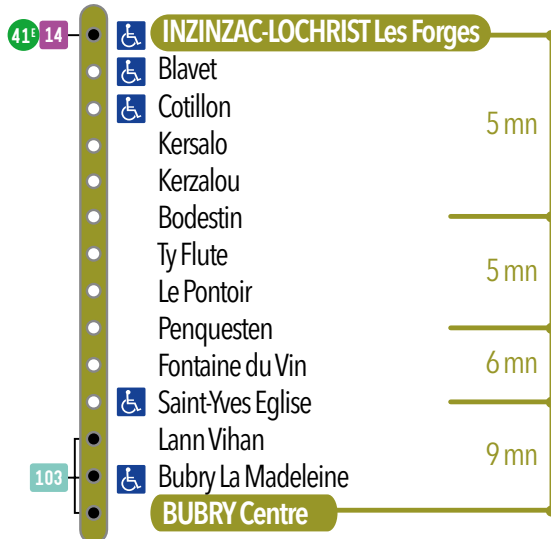 41E 14 INZINZAC-LOCHRIST Les Forges
Blavet
Cotillon
5 mn
Kersalo
Kerzalou
Bodestin
Ty Flute
5 mn
Le Pontoir
Penquesten
Fontaine du Vin
6 mn
Saint-Yves Eglise
Lann Vihan
9 mn
103 Bubry La Madeleine
BUBRY Centre